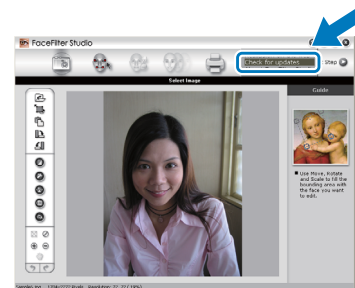 FaceFilter Studio
Check for updates
Step
Select Image
Guide
Use Move, Rotate
and Scale to fill the
bounding area with
the face you want
to edit.